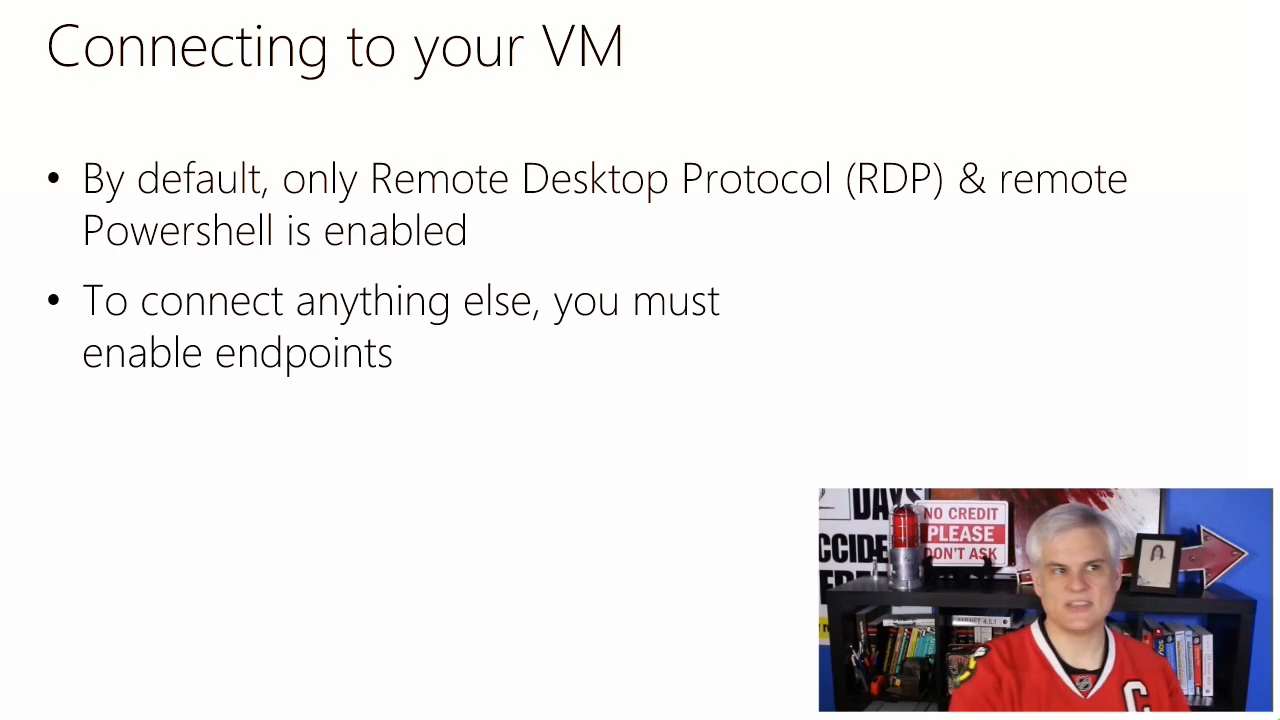 Connecting to your VM
• By default, only Remote Desktop Protocol (RDP) & remote
Powershell is enabled
• To connect anything else, you must
enable endpoints
DAYS
NO CREDIT
PLEASE
DON'T ASK
C